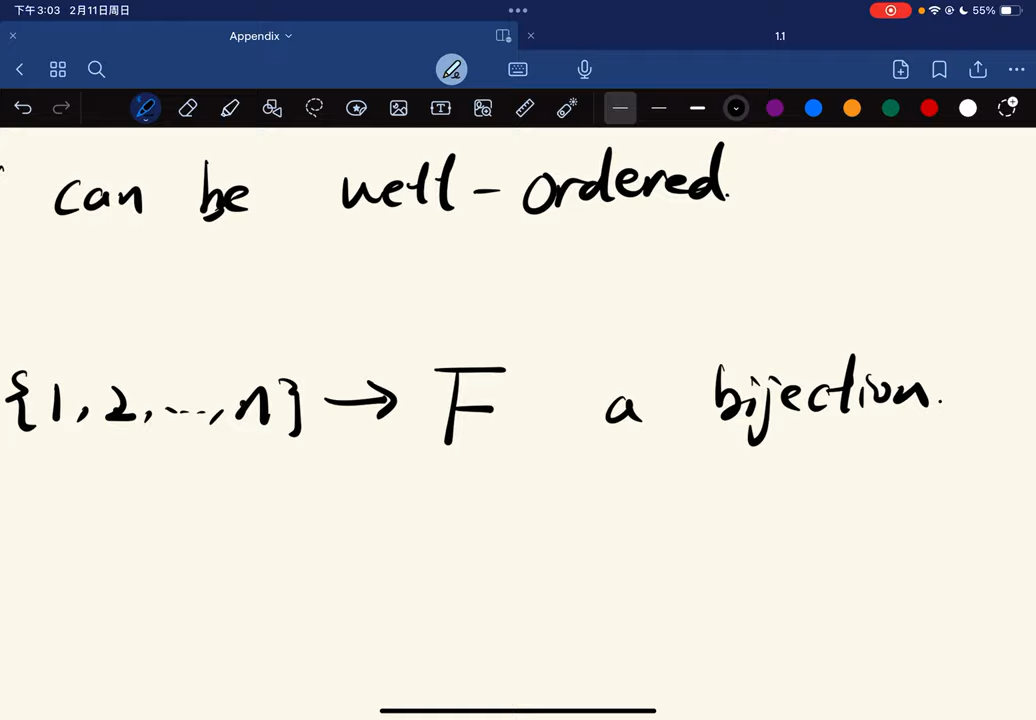 下午3:03 2月11日周日
55%
Appendix
1.1
can be well-ordered.
{1, 2, ..., n} → F a bijection.